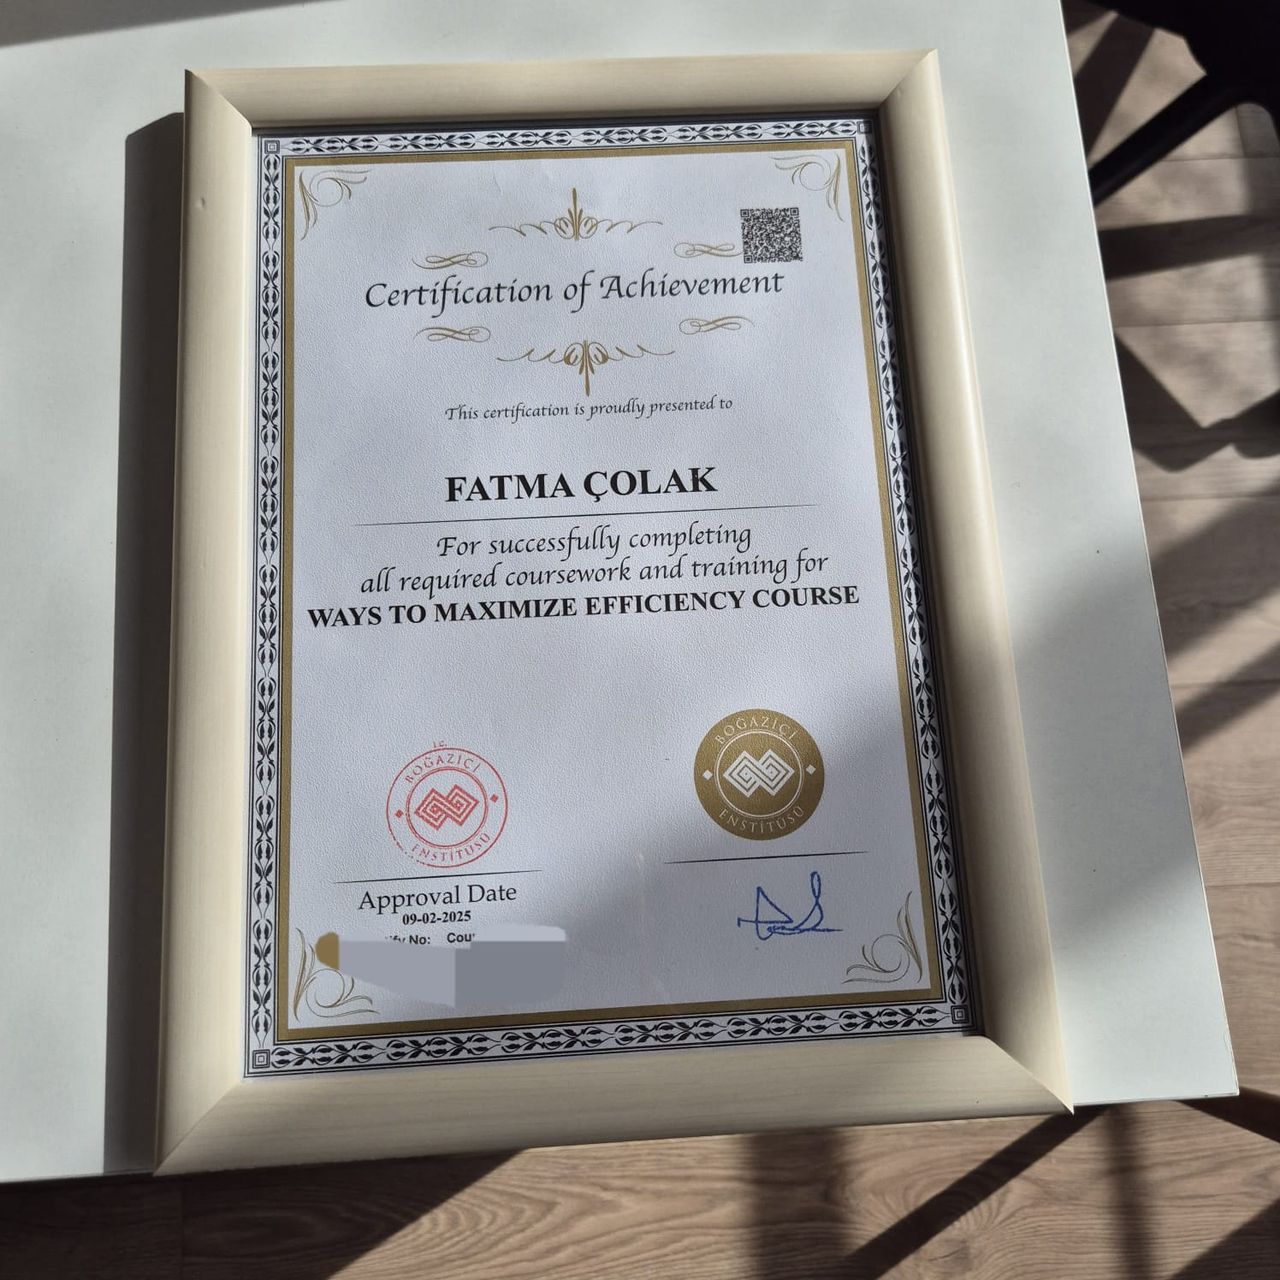 Certification of Achievement
This certification is proudly presented to
FATMA ÇOLAK
For successfully completing
all required coursework and training for
WAYS TO MAXIMIZE EFFICIENCY COURSE
BOĞAZİÇİ
ENSTİTÜSÜ
BOĞAZİÇİ
ENSTİTÜSÜ
Approval Date
09-02-2025
No: